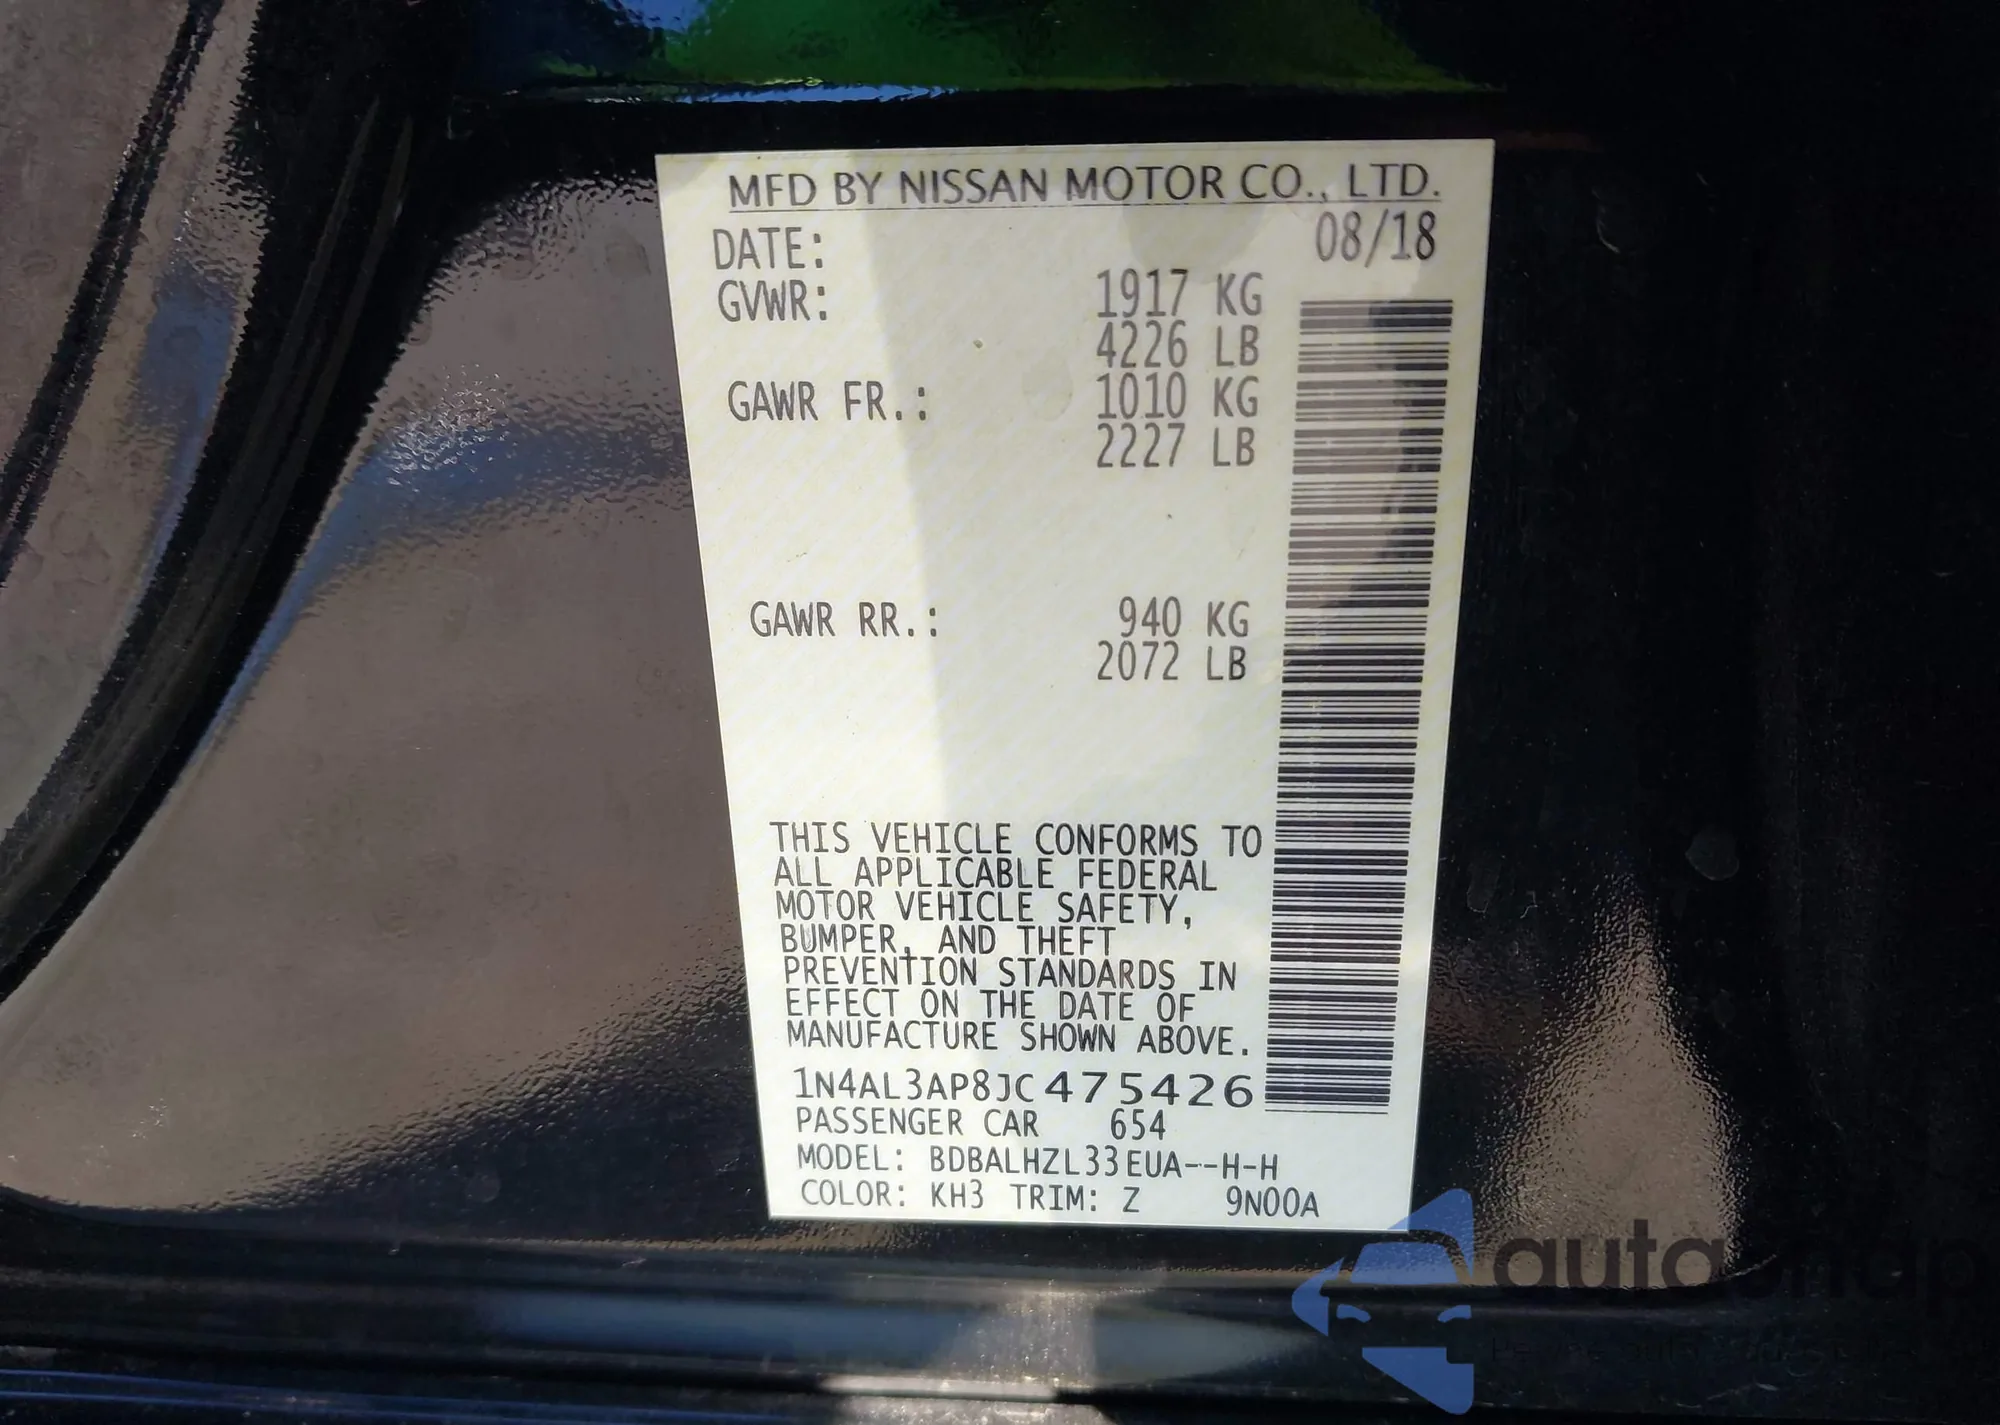 MFD BY NISSAN MOTOR CO., LTD.
DATE: 08/18
GVWR: 1917 KG
4226 LB
GAWR FR.: 1010 KG
2227 LB
GAWR RR.: 940 KG
2072 LB
THIS VEHICLE CONFORMS TO
ALL APPLICABLE FEDERAL
MOTOR VEHICLE SAFETY,
BUMPER, AND THEFT
PREVENTION STANDARDS IN
EFFECT ON THE DATE OF
MANUFACTURE SHOWN ABOVE.
1N4AL3AP8JC475426
PASSENGER CAR 654
MODEL: BDBALHZL33EUA--H-H
COLOR: KH3 TRIM: Z 9N00A
autosnap